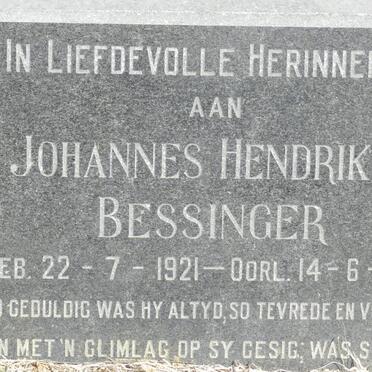 IN LIEFDEVOLLE HERINNE
AAN
JOHANNES HENDRIK
BESSINGER
EB. 22 - 7 - 1921 — OORL. 14 - 6 -
GEDULDIG WAS HY ALTYD, SO TEVREDE EN V
N MET 'N GLIMLAG OP SY GESIG, WAS S